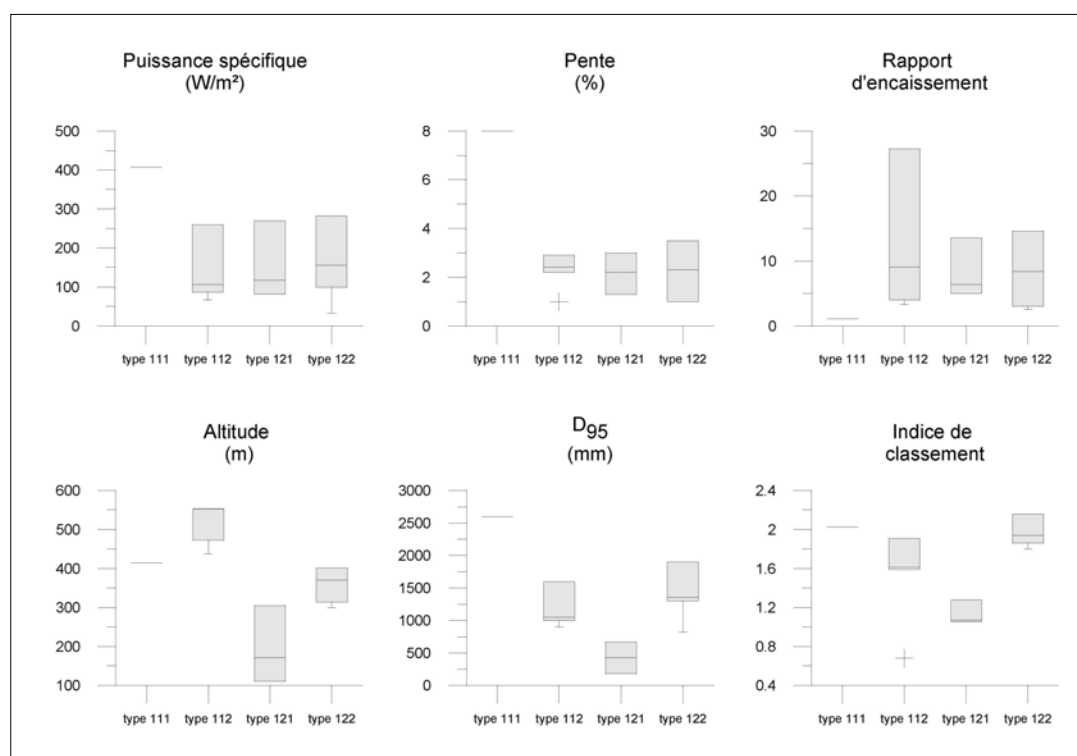 Puissance spécifique
(W/m²)
500
400
300
200
100
0
type 111 type 112 type 121 type 122
Pente
(%)
8
6
4
2
0
type 111 type 112 type 121 type 122
Rapport
d'encaissement
30
20
10
0
type 111 type 112 type 121 type 122
Altitude
(m)
600
500
400
300
200
100
type 111 type 112 type 121 type 122
D95
(mm)
3000
2500
2000
1500
1000
500
0
type 111 type 112 type 121 type 122
Indice de
classement
2.4
2
1.6
1.2
0.8
0.4
type 111 type 112 type 121 type 122